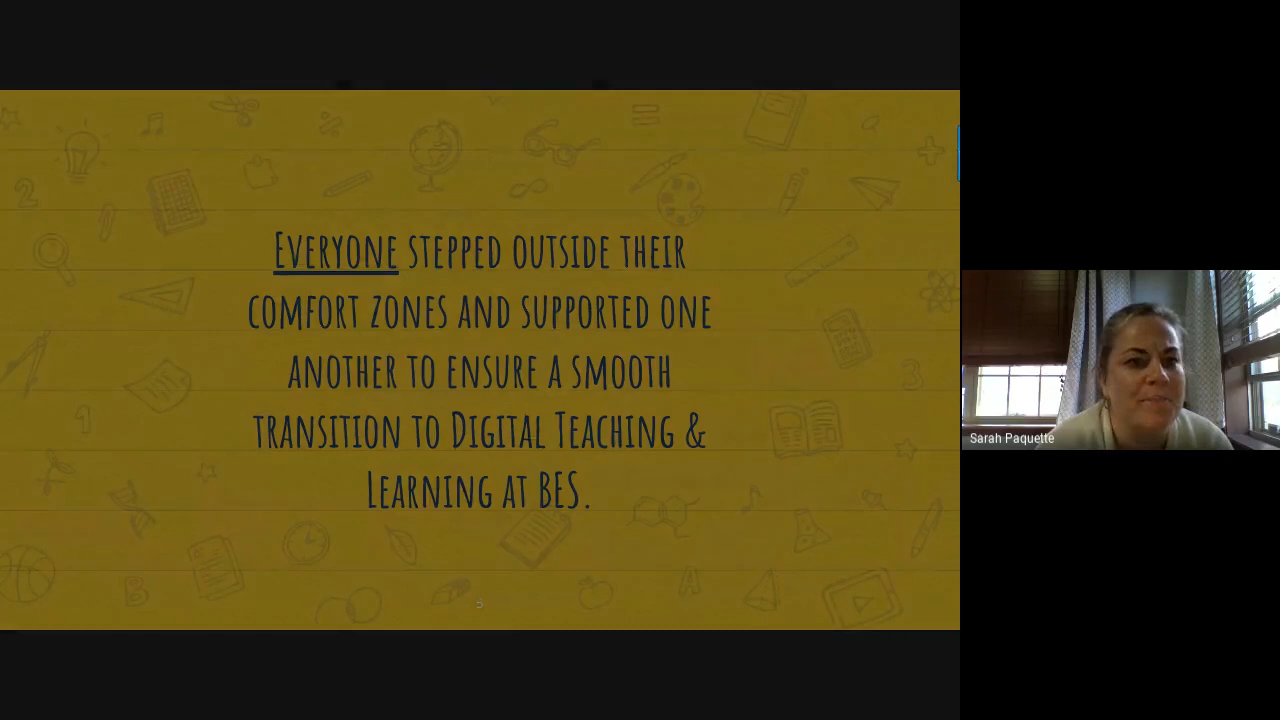 Everyone stepped outside their
comfort zones and supported one
another to ensure a smooth
transition to Digital Teaching &
Learning at BES.
5
Sarah Paquette